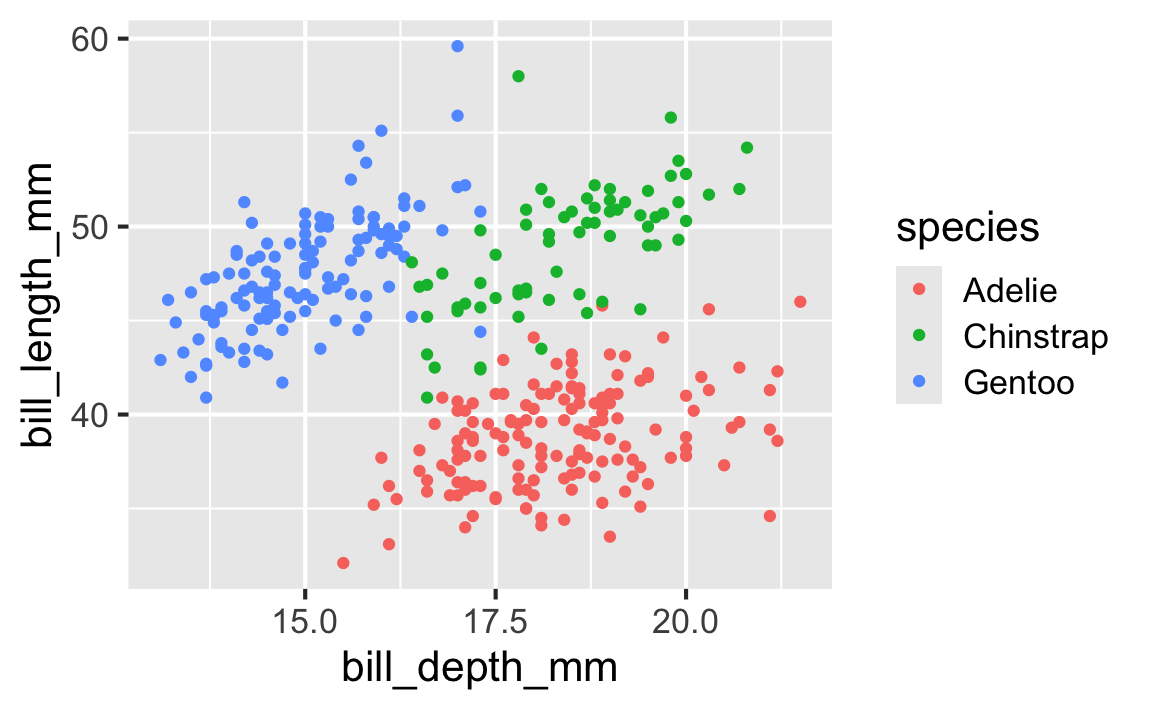 60
50
40
bill_length_mm
15.0 17.5 20.0
bill_depth_mm
species
Adelie
Chinstrap
Gentoo